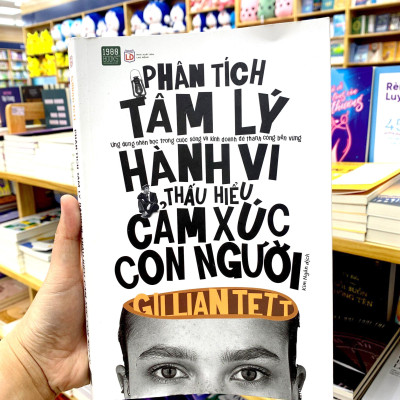 1980
BOOKS
PHÂN TÍCH
TÂM LÝ
Ứng dụng nhân học trong cuộc sống và kinh doanh để thành công bền vững
HÀNH VI
THẤU HIỂU
CẢM XÚC
CON NGƯỜI
Kim Ngân dịch
GILLIAN TETT